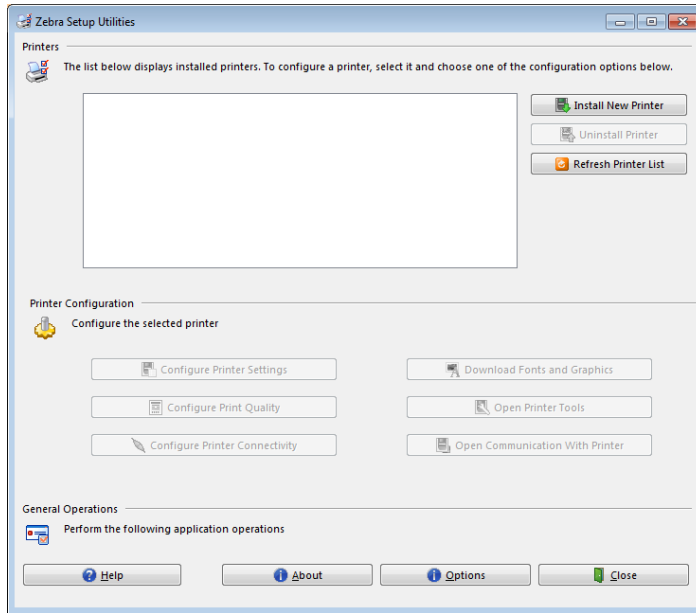 Zebra Setup Utilities
Printers
The list below displays installed printers. To configure a printer, select it and choose one of the configuration options below.
Install New Printer
Uninstall Printer
Refresh Printer List
Printer Configuration
Configure the selected printer
Configure Printer Settings
Download Fonts and Graphics
Configure Print Quality
Open Printer Tools
Configure Printer Connectivity
Open Communication With Printer
General Operations
Perform the following application operations
Help
About
Options
Close